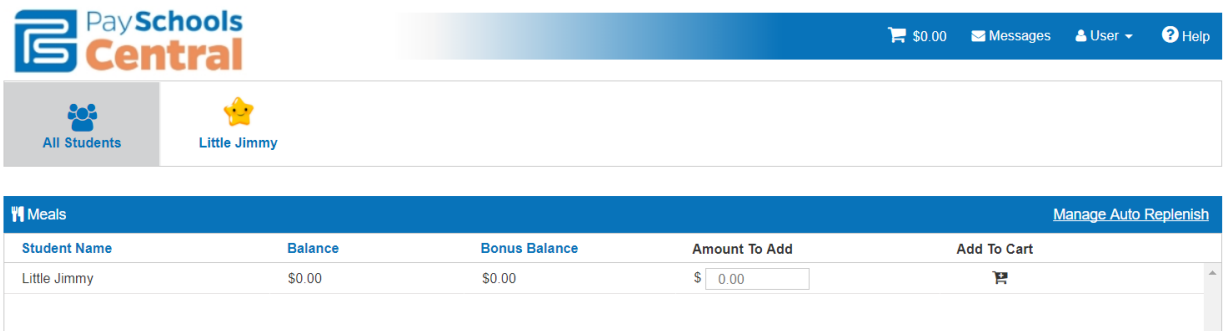 PaySchools
Central
$0.00 Messages User Help
All Students Little Jimmy
Meals Manage Auto Replenish
Student Name Balance Bonus Balance Amount To Add Add To Cart
Little Jimmy $0.00 $0.00 $ 0.00